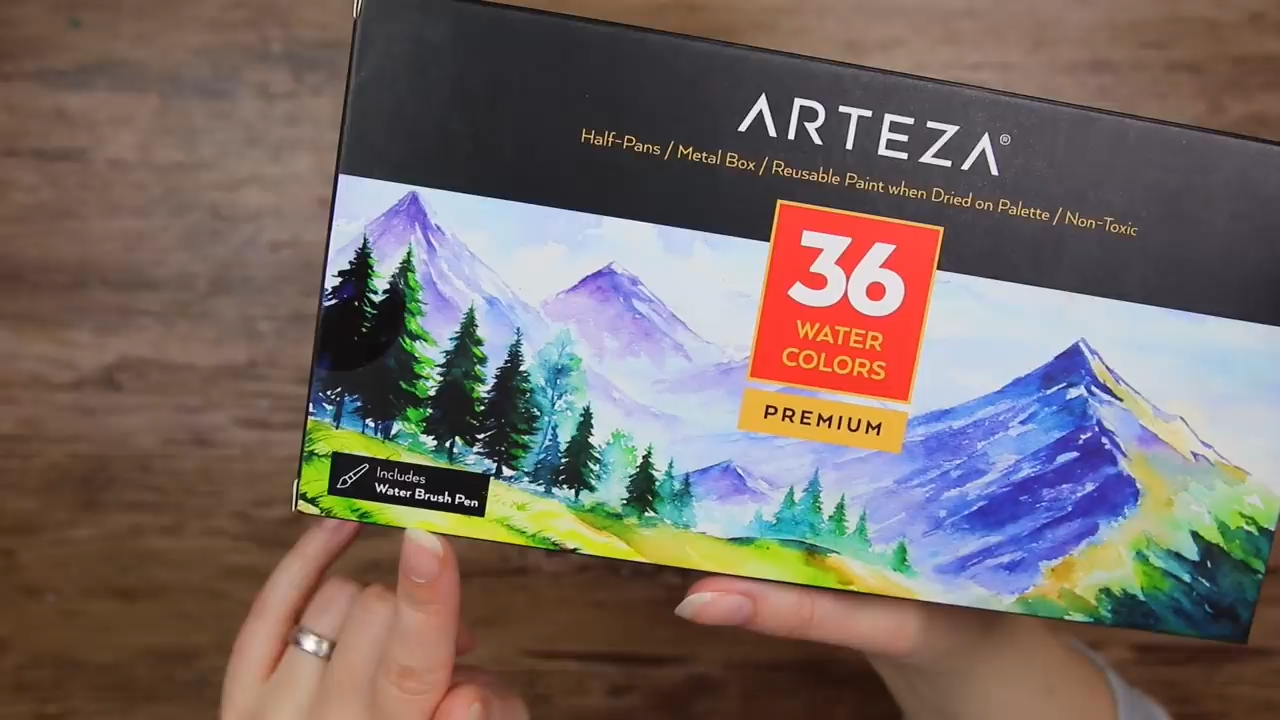 ARTEZA®
Half-Pans / Metal Box / Reusable Paint when Dried on Palette / Non-Toxic
36
WATER
COLORS
PREMIUM
Includes
Water Brush Pen